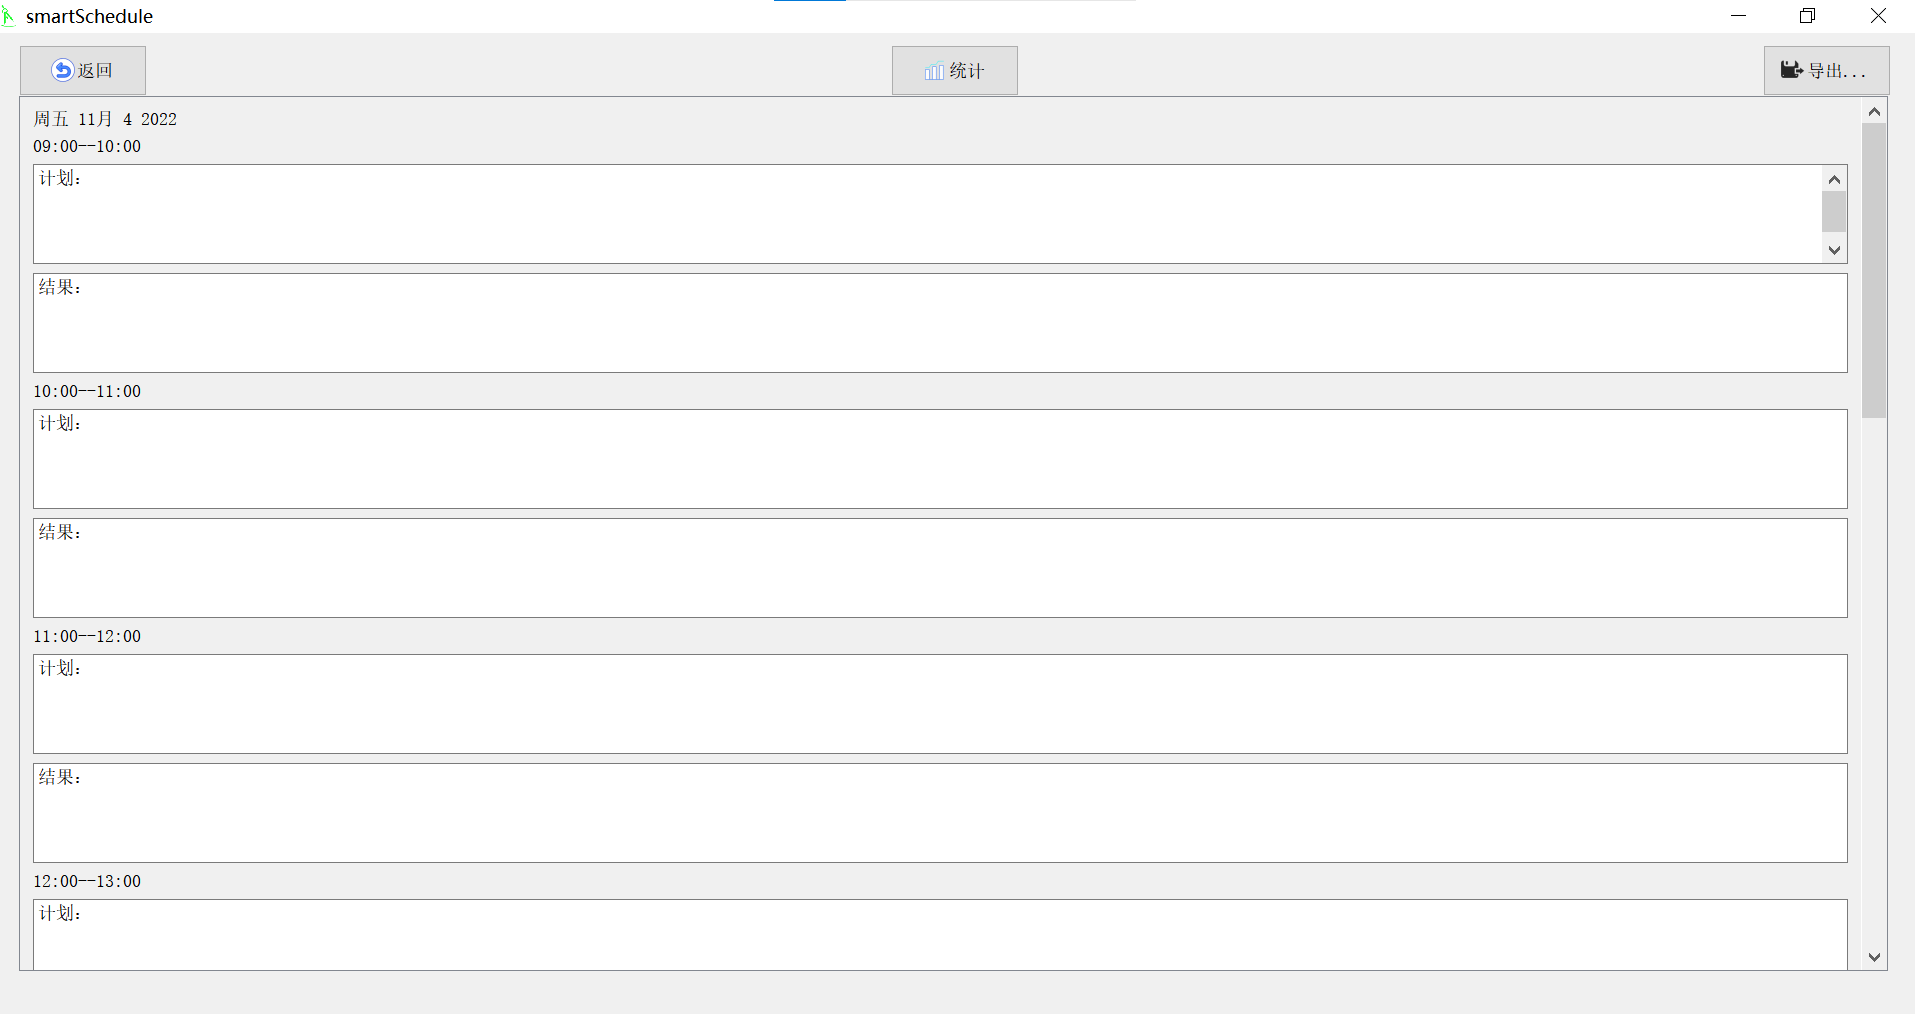 smartSchedule
返回
统计
导出...
周五 11月 4 2022
09:00--10:00
计划：
结果：
10:00--11:00
计划：
结果：
11:00--12:00
计划：
结果：
12:00--13:00
计划：